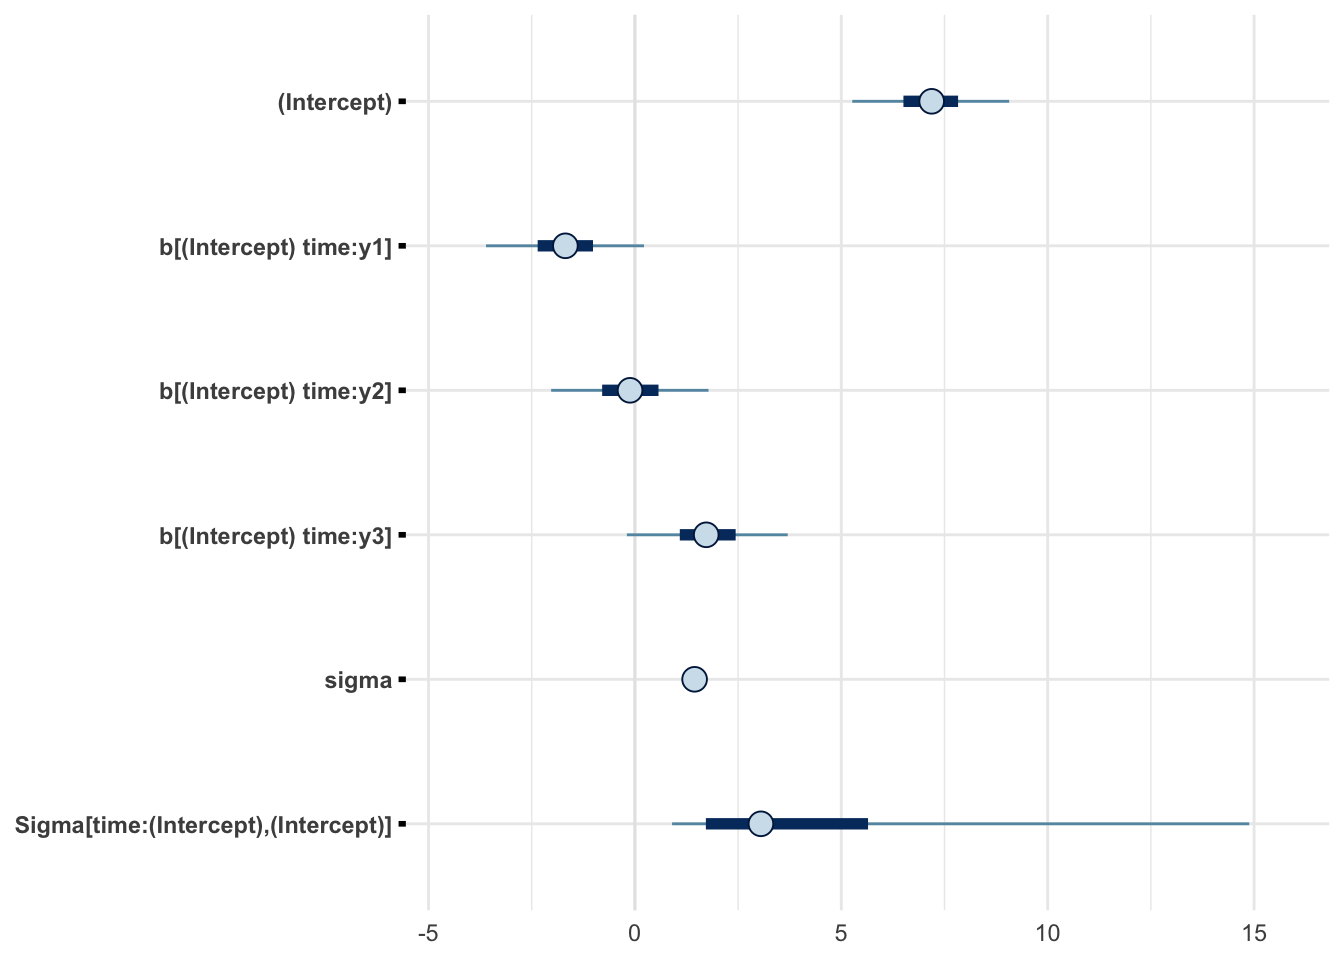 (Intercept)
b[(Intercept) time:y1]
b[(Intercept) time:y2]
b[(Intercept) time:y3]
sigma
Sigma[time:(Intercept),(Intercept)]
-5 0 5 10 15